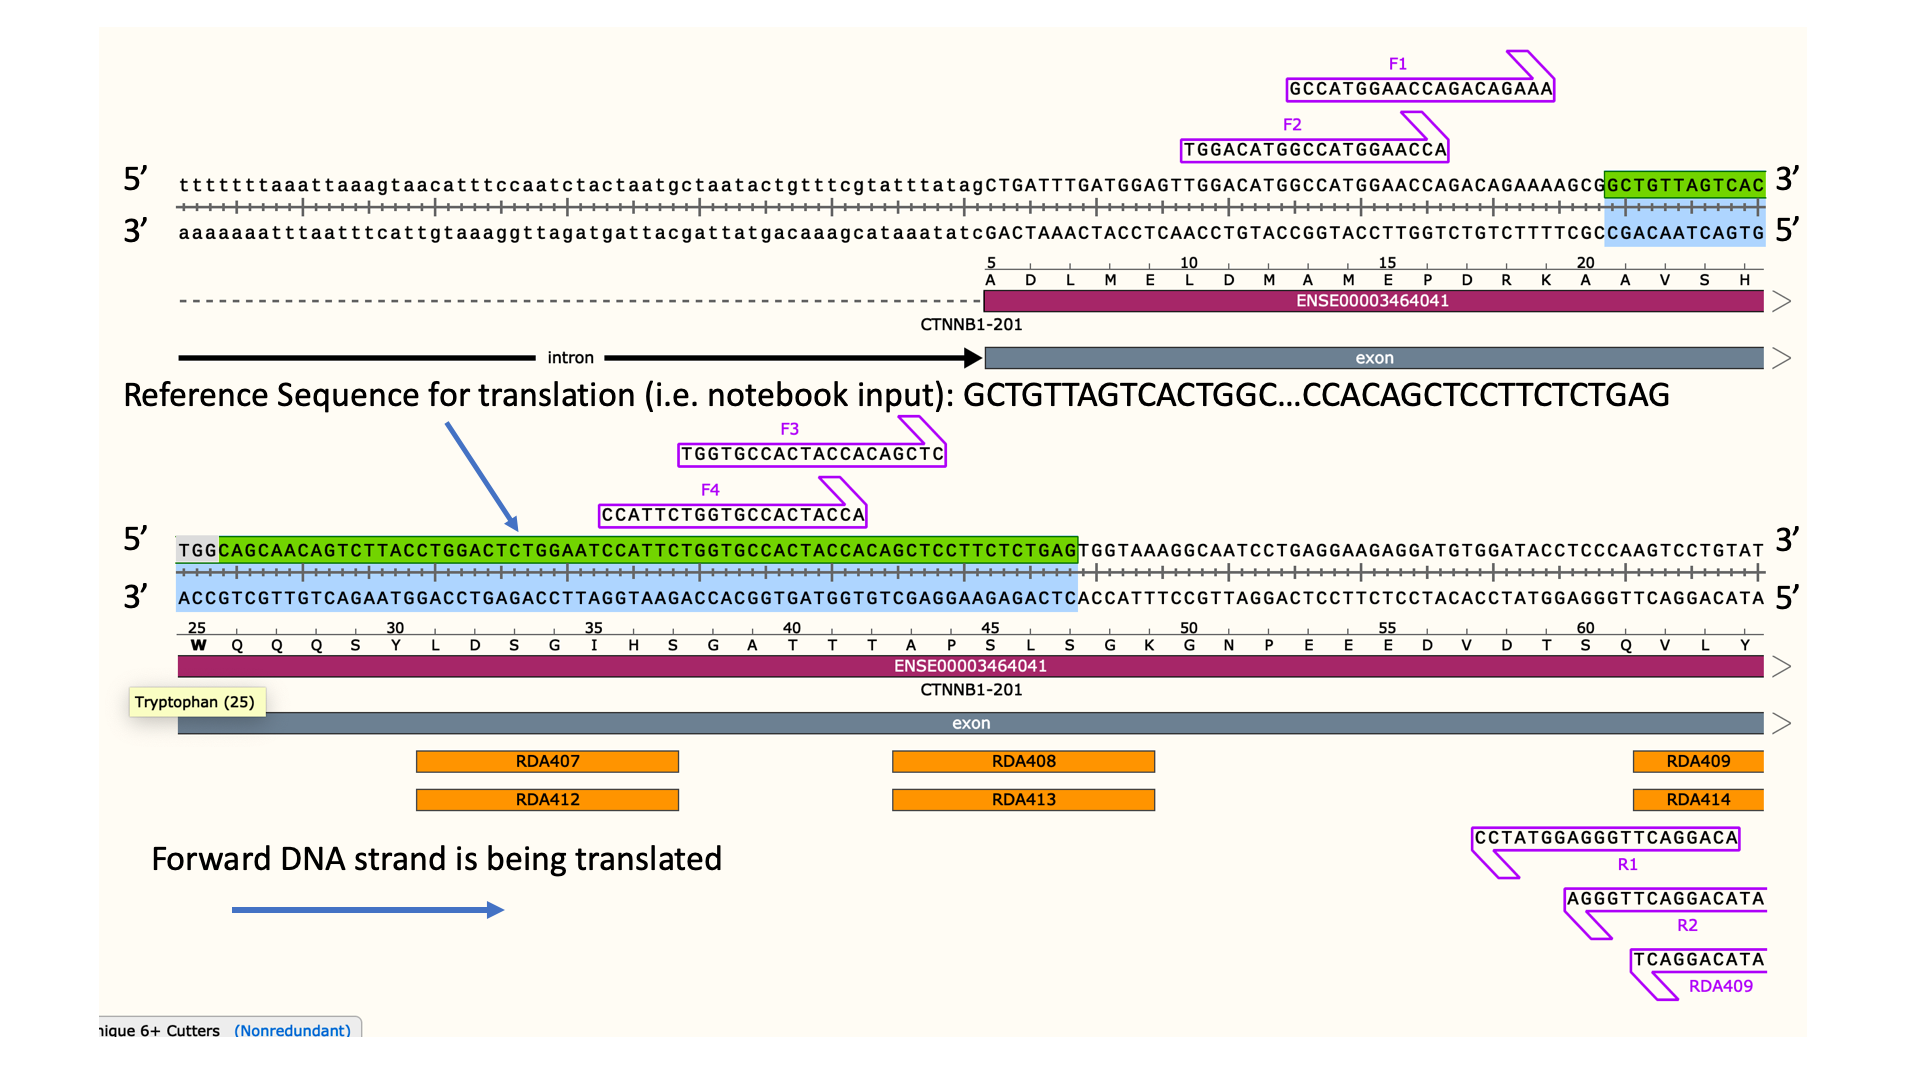 F1
GCCATGGAACCAGACAGAAA
F2
TGGACATGGCCATGGAACCA
5’ tttttttaaattaaagtaacatttccaatctactaatgctaatactgtttcgtatttatagCTGATTTGATGGAGTTGGACATGGCCATGGAACCAGACAGAAAAGCGGCTGTTAGTCAC 3’
3’ aaaaaaatttaatttcattgtaaaggttagatgattacgattatgacaaagcataaatatcGACTAAACTACCTCAACCTGTACCGGTACCTTGGTCTGTCTTTTCGCCGACAATCAGTG 5’
5 10 15 20
A D L M E L D M A M E P D R K A A V S H
ENSE00003464041
CTNNB1-201
intron exon
Reference Sequence for translation (i.e. notebook input): GCTGTTAGTCACTGGC...CCACAGCTCCTTCTCTGAG
F3
TGGTGCCACTACCACAGCTC
F4
CCATTCTGGTGCCACTACCA
5’ TGGCAGCAACAGTCTTACCTGGACTCTGGAATCCATTCTGGTGCCACTACCACAGCTCCTTCTCTGAGTGGTAAAGGCAATCCTGAGGAAGAGGATGTGGATACCTCCCAAGTCCTGTAT 3’
3’ ACCGTCGTTGTCAGAATGGACCTGAGACCTTAGGTAAGACCACGGTGATGGTGTCGAGGAAGAGACTCACCATTTCCGTTAGGACTCCTTCTCCTACACCTATGGAGGGTTCAGGACATA 5’
25 30 35 40 45 50 55 60
W Q Q Q S Y L D S G I H S G A T T T A P S L S G K G N P E E E D V D T S Q V L Y
ENSE00003464041
CTNNB1-201
Tryptophan (25)
exon
RDA407 RDA408 RDA409
RDA412 RDA413 RDA414
CCTATGGAGGGTTCAGGACA
R1
Forward DNA strand is being translated
AGGGTTCAGGACATA
R2
TCAGGACATA
RDA409
nique 6+ Cutters (Nonredundant)